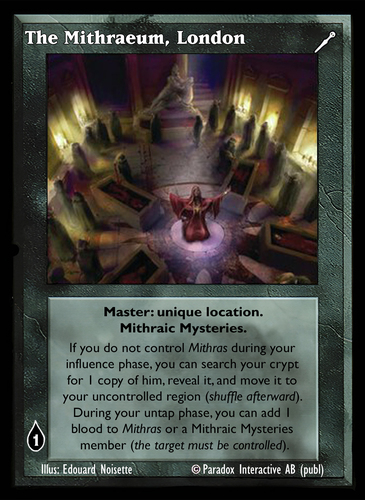 The Mithraeum, London
Master: unique location.
Mithraic Mysteries.
If you do not control Mithras during your
influence phase, you can search your crypt
for 1 copy of him, reveal it, and move it to
your uncontrolled region (shuffle afterward).
During your untap phase, you can add 1
blood to Mithras or a Mithraic Mysteries
member (the target must be controlled).
1
Illus: Edouard Noisette © Paradox Interactive AB (publ)